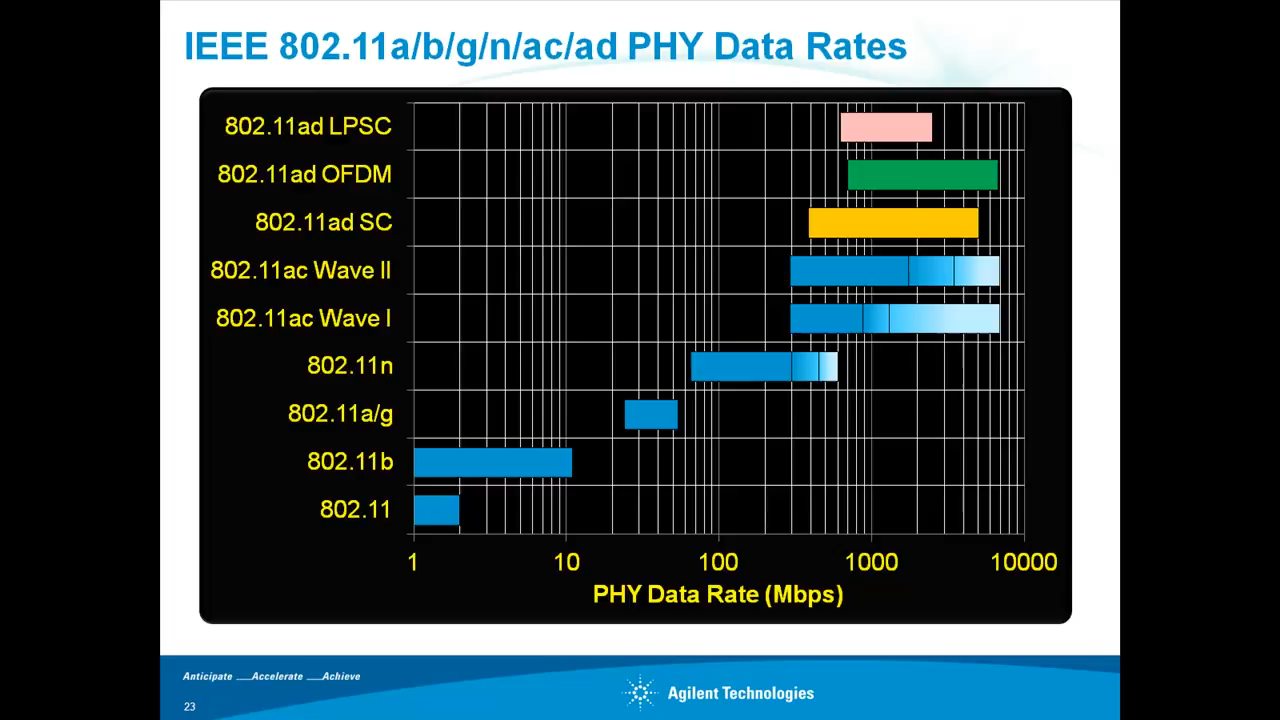 IEEE 802.11a/b/g/n/ac/ad PHY Data Rates
802.11ad LPSC
802.11ad OFDM
802.11ad SC
802.11ac Wave II
802.11ac Wave I
802.11n
802.11a/g
802.11b
802.11
1 10 100 1000 10000
PHY Data Rate (Mbps)
Anticipate __Accelerate __Achieve
Agilent Technologies
23